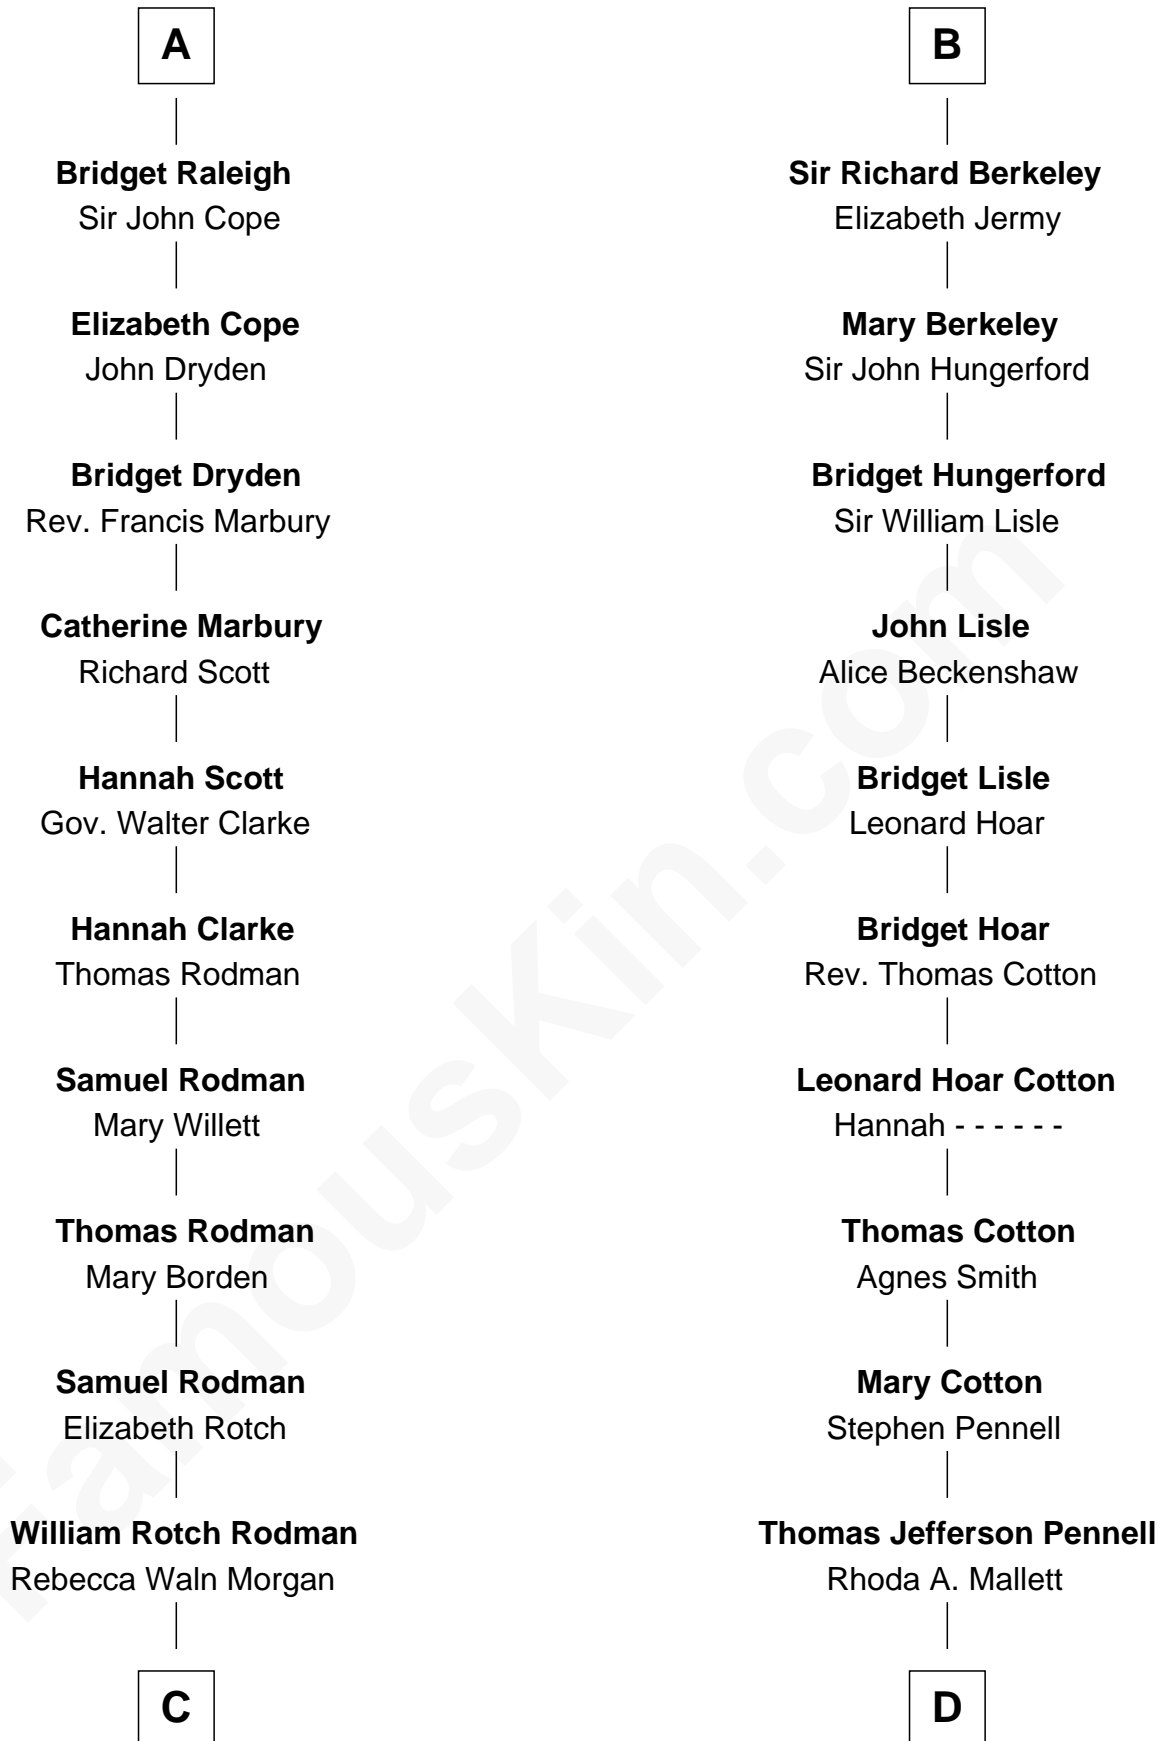 A
Bridget Raleigh
Sir John Cope
Elizabeth Cope
John Dryden
Bridget Dryden
Rev. Francis Marbury
Catherine Marbury
Richard Scott
Hannah Scott
Gov. Walter Clarke
Hannah Clarke
Thomas Rodman
Samuel Rodman
Mary Willett
Thomas Rodman
Mary Borden
Samuel Rodman
Elizabeth Rotch
William Rotch Rodman
Rebecca Waln Morgan
C
B
Sir Richard Berkeley
Elizabeth Jermy
Mary Berkeley
Sir John Hungerford
Bridget Hungerford
Sir William Lisle
John Lisle
Alice Beckenshaw
Bridget Lisle
Leonard Hoar
Bridget Hoar
Rev. Thomas Cotton
Leonard Hoar Cotton
Hannah - - - - - -
Thomas Cotton
Agnes Smith
Mary Cotton
Stephen Pennell
Thomas Jefferson Pennell
Rhoda A. Mallett
D
FamousKin.com